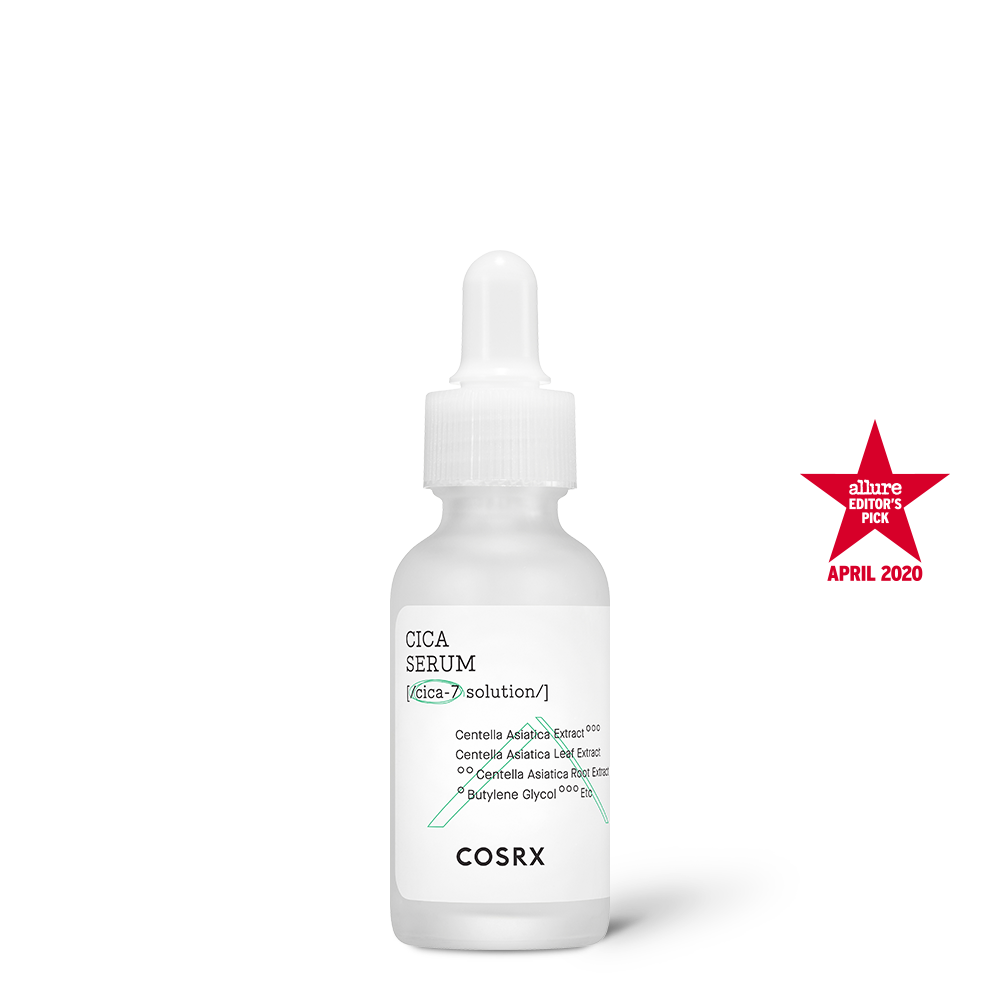 CICA
SERUM
[/cica-7 solution/]
Centella Asiatica Extract°°°
Centella Asiatica Leaf Extract
°°Centella Asiatica Root Extract
°Butylene Glycol°°°Etc
COSRX
allure
EDITOR'S
PICK
APRIL 2020